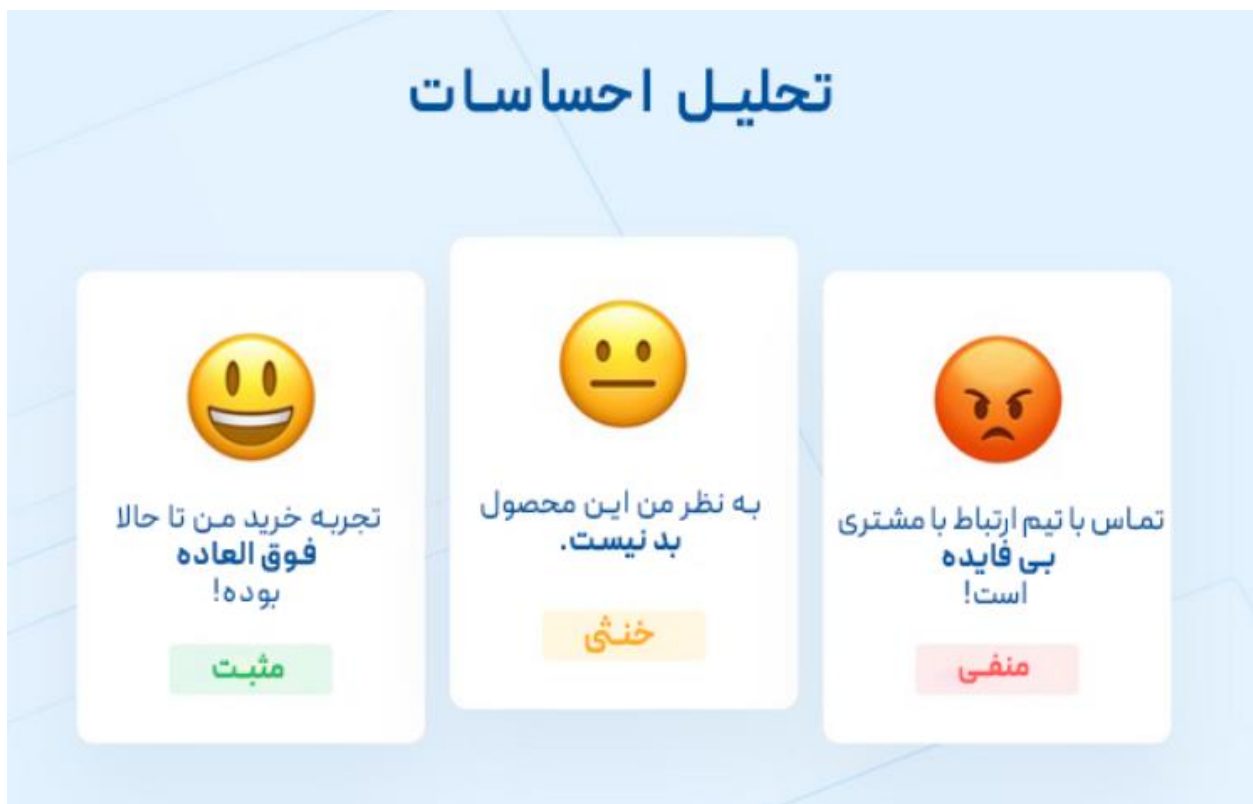 تحلیل احساسات
تماس با تیم ارتباط با مشتری
بی فایده
است!
منفی
به نظر من این محصول
بد نیست.
خنثی
تجربه خرید من تا حالا
فوق العاده
بوده!
مثبت